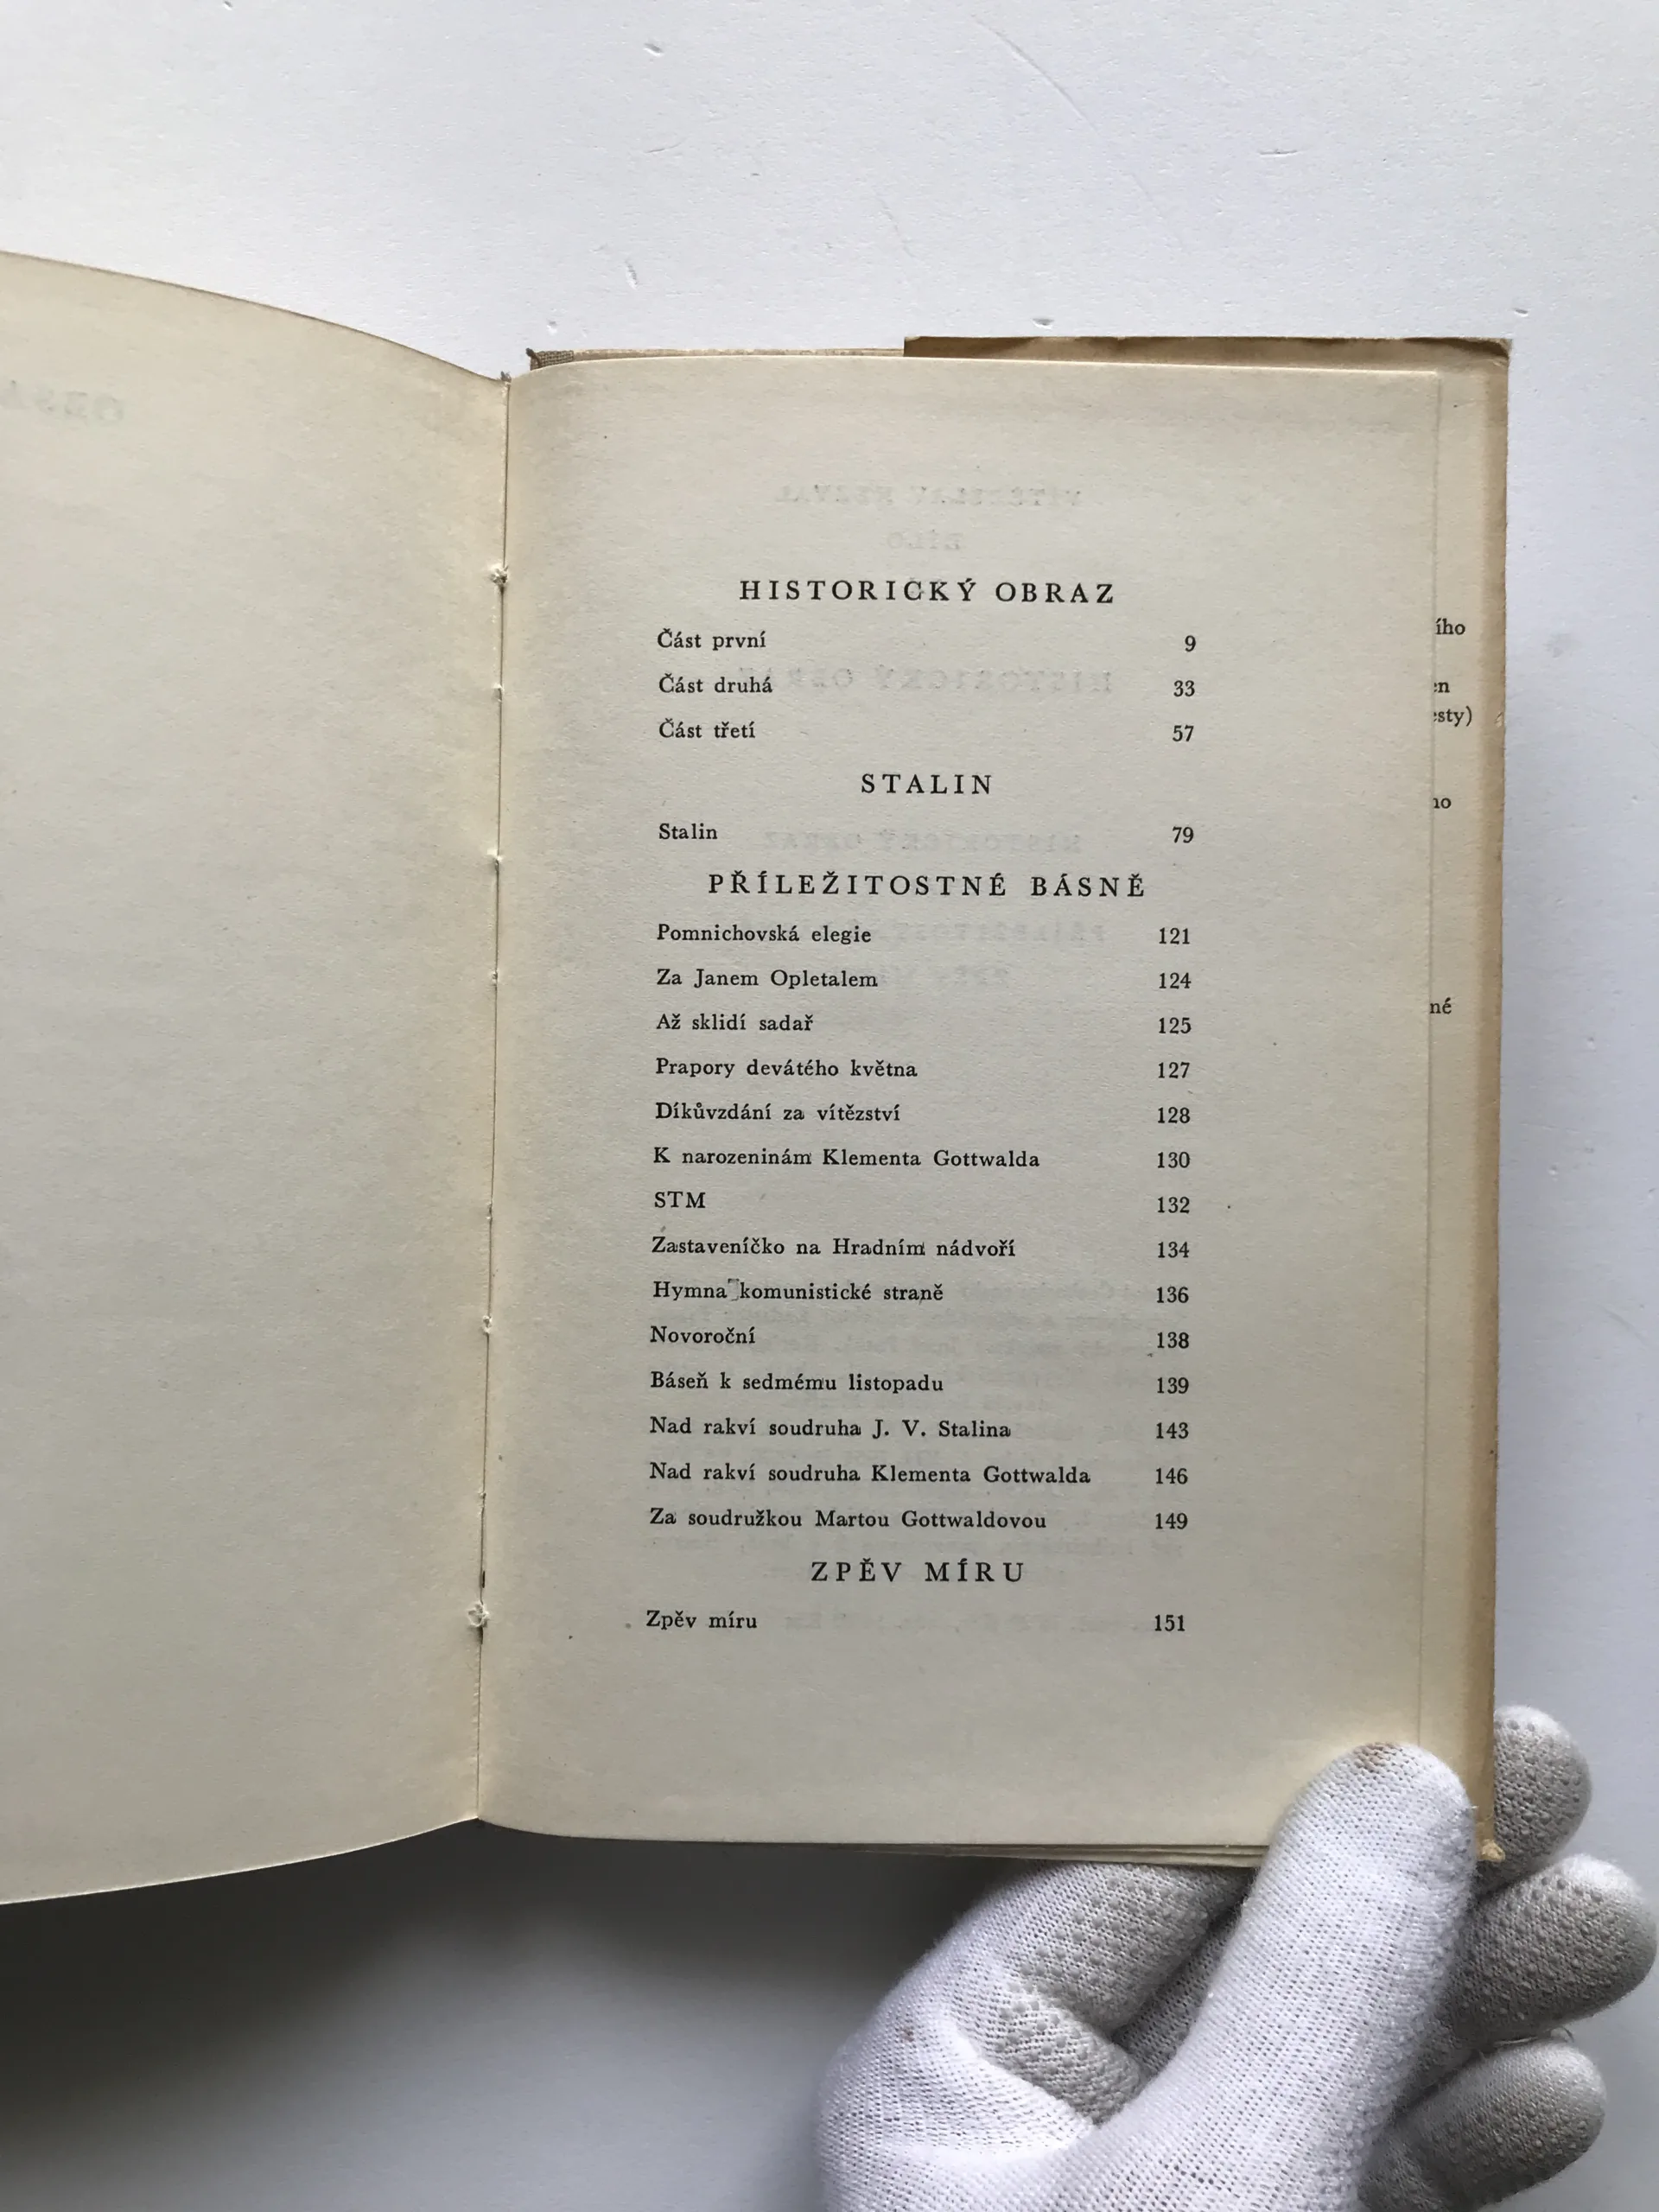 HISTORICKÝ OBRAZ
Část první 9
Část druhá 33
Část třetí 57
STALIN
Stalin 79
PŘÍLEŽITOSTNÉ BÁSNĚ
Pomnichovská elegie 121
Za Janem Opletalem 124
Až sklidí sadař 125
Prapory devátého května 127
Díkůvzdání za vítězství 128
K narozeninám Klementa Gottwalda 130
STM 132
Zastaveníčko na Hradním nádvoří 134
Hymna komunistické straně 136
Novoroční 138
Báseň k sedmému listopadu 139
Nad rakví soudruha J. V. Stalina 143
Nad rakví soudruha Klementa Gottwalda 146
Za soudružkou Martou Gottwaldovou 149
ZPĚV MÍRU
Zpěv míru 151